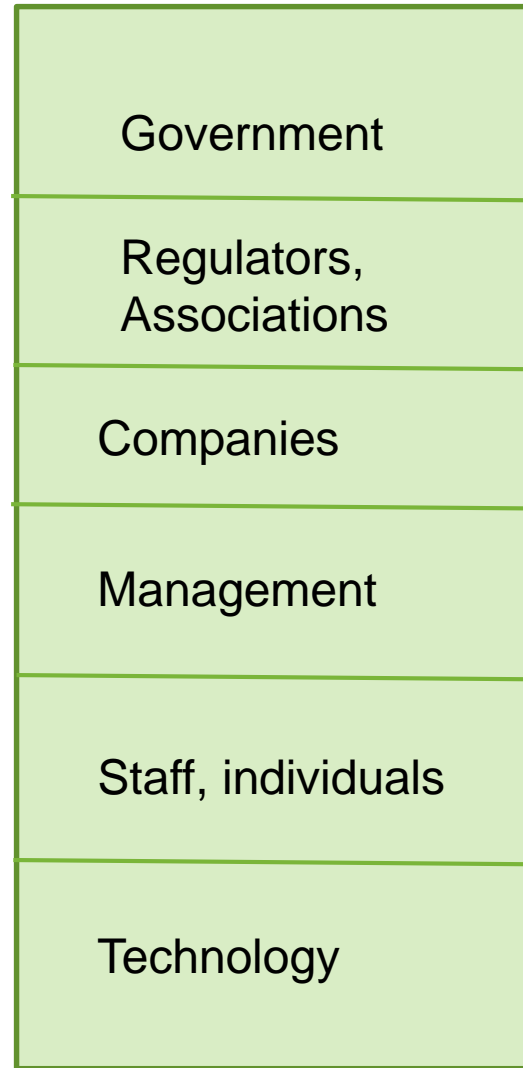 Government
Regulators,
Associations
Companies
Management
Staff, individuals
Technology